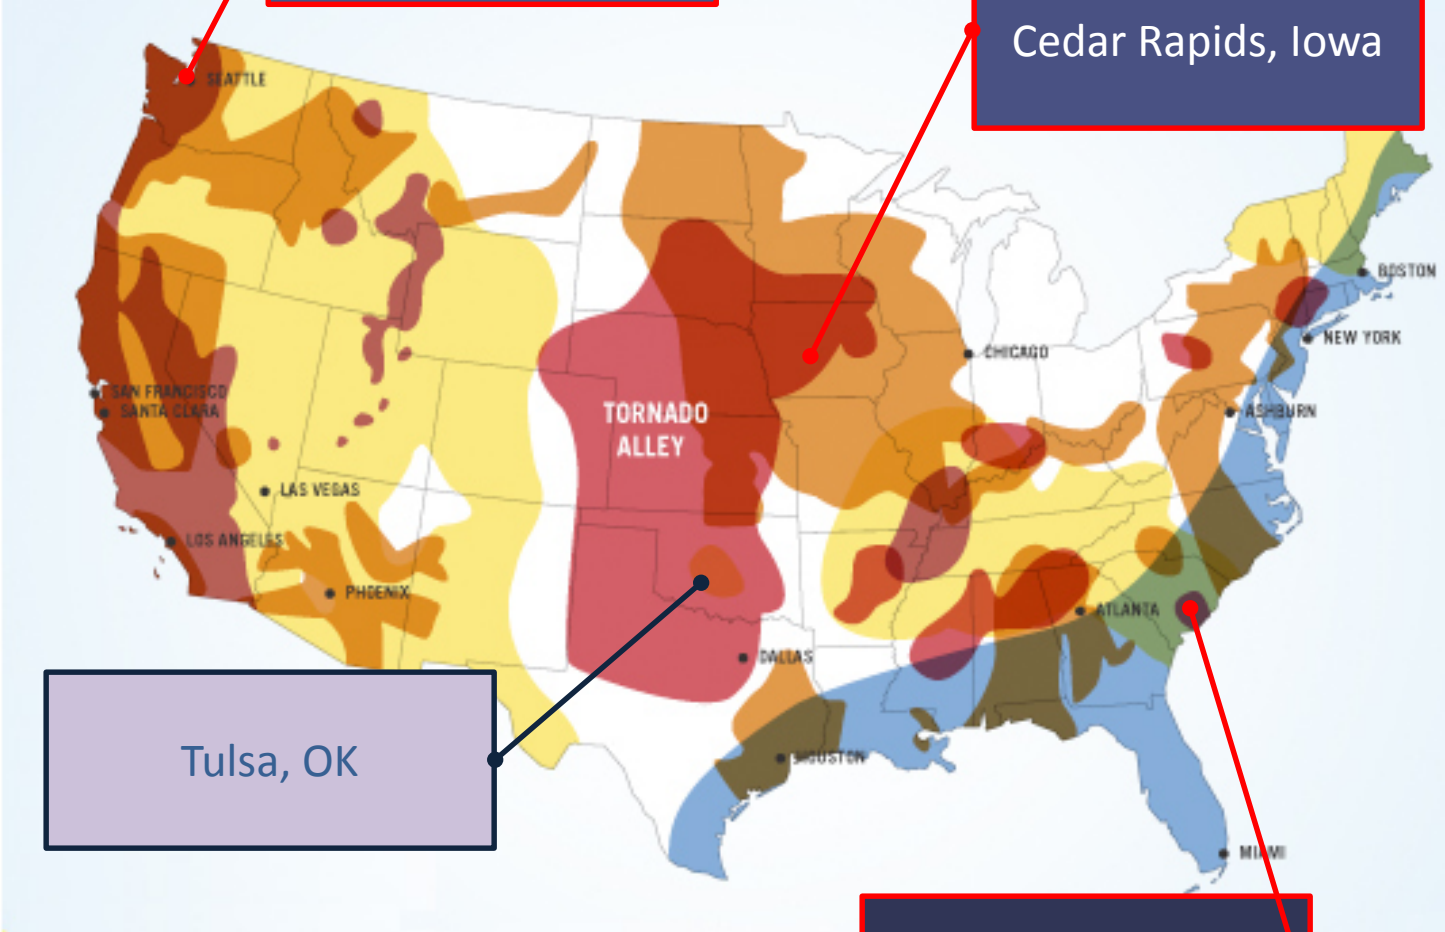 Cedar Rapids, Iowa
SEATTLE
BOSTON
NEW YORK
CHICAGO
SAN FRANCISCO
SANTA CLARA
TORNADO
ALLEY
ASHBURN
LAS VEGAS
LOS ANGELES
PHOENIX
ATLANTA
DALLAS
Tulsa, OK
HOUSTON
MIAMI